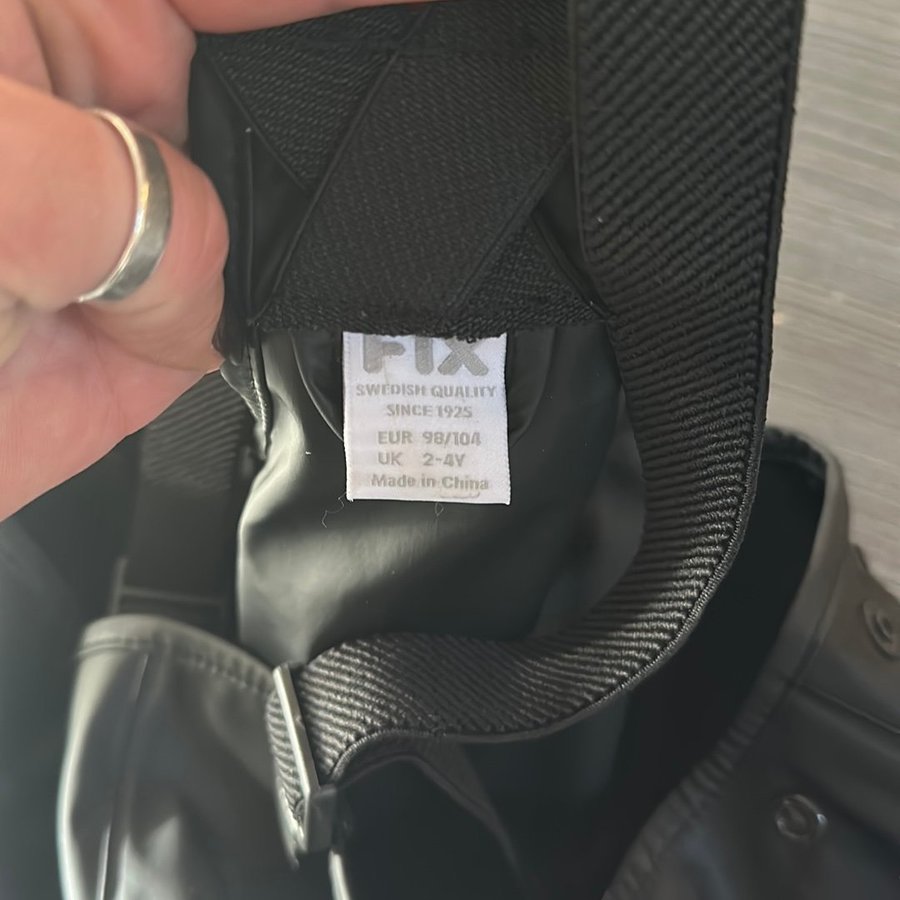 FIX
SWEDISH QUALITY
SINCE 1925
EUR 98/104
UK 2-4Y
Made in China